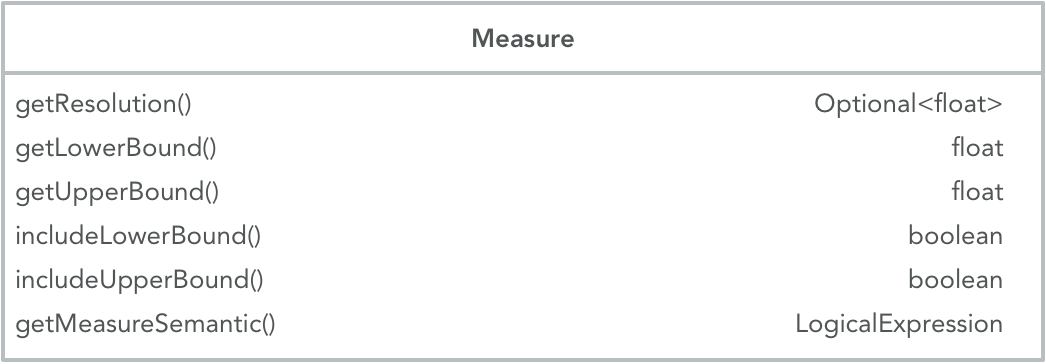 Measure
getResolution() Optional<float>
getLowerBound() float
getUpperBound() float
includeLowerBound() boolean
includeUpperBound() boolean
getMeasureSemantic() LogicalExpression